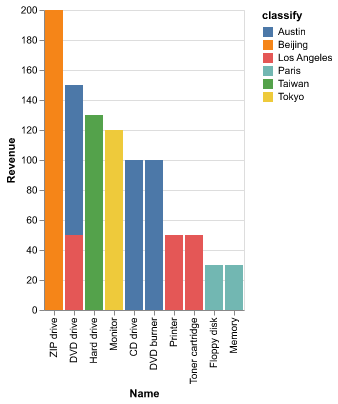 200
180
160
140
120
100
80
60
40
20
0
Revenue
ZIP drive
DVD drive
Hard drive
Monitor
CD drive
DVD burner
Printer
Toner cartridge
Floppy disk
Memory
Name
classify
Austin
Beijing
Los Angeles
Paris
Taiwan
Tokyo